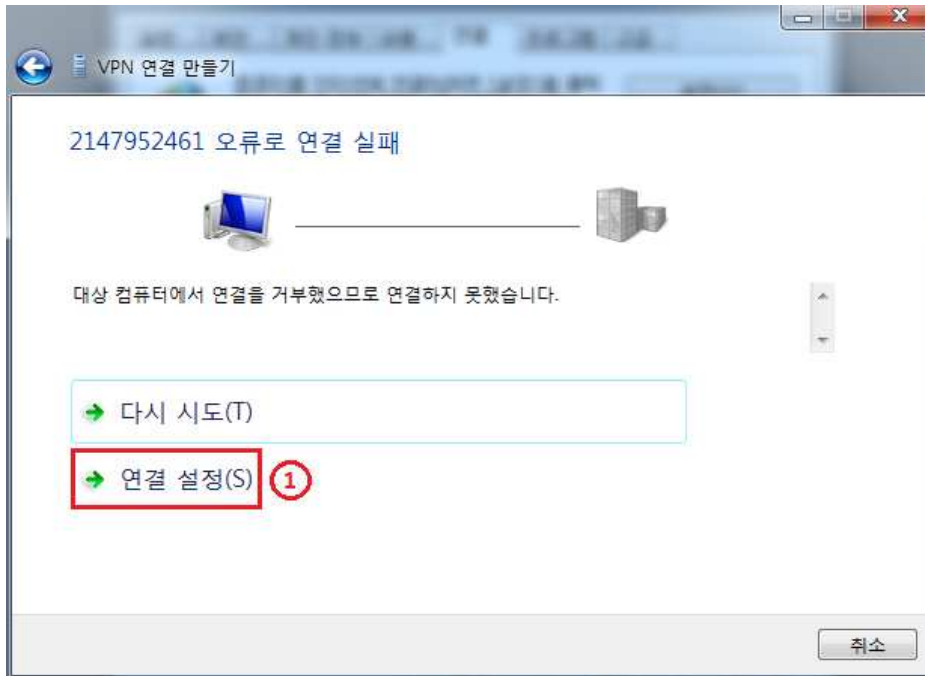 VPN 연결 만들기
2147952461 오류로 연결 실패
대상 컴퓨터에서 연결을 거부했으므로 연결하지 못했습니다.
다시 시도(T)
연결 설정(S) 1
취소